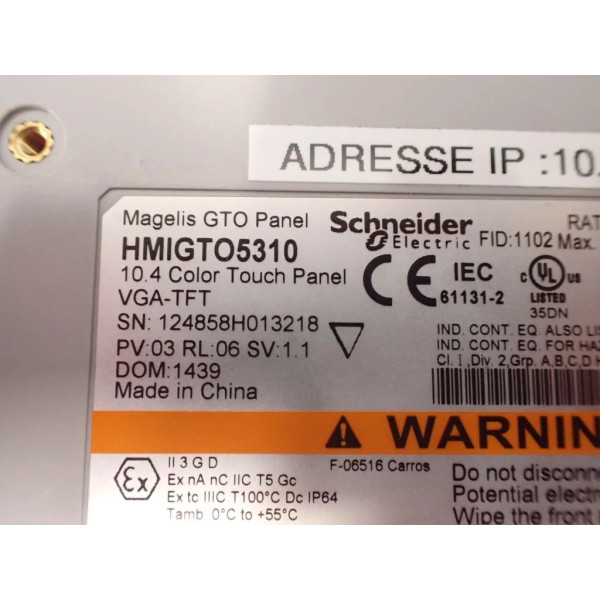 ADRESSE IP :10.
Magelis GTO Panel
HMIGTO5310
10.4 Color Touch Panel
VGA-TFT
SN: 124858H013218
PV:03 RL:06 SV:1.1
DOM:1439
Made in China
Schneider
Electric
FID:1102 Max.
RAT
CE
IEC
61131-2
c UL us
LISTED
35DN
IND. CONT. EQ. ALSO LIS
IND. CONT. EQ. FOR HAZ
Cl. I, Div. 2, Grp. A,B,C,D H
WARNIN
Ex
II 3 G D
Ex nA nC IIC T5 Gc
Ex tc IIIC T100°C Dc IP64
Tamb: 0°C to +55°C
F-06516 Carros
Do not disconne
Potential electr
Wipe the front